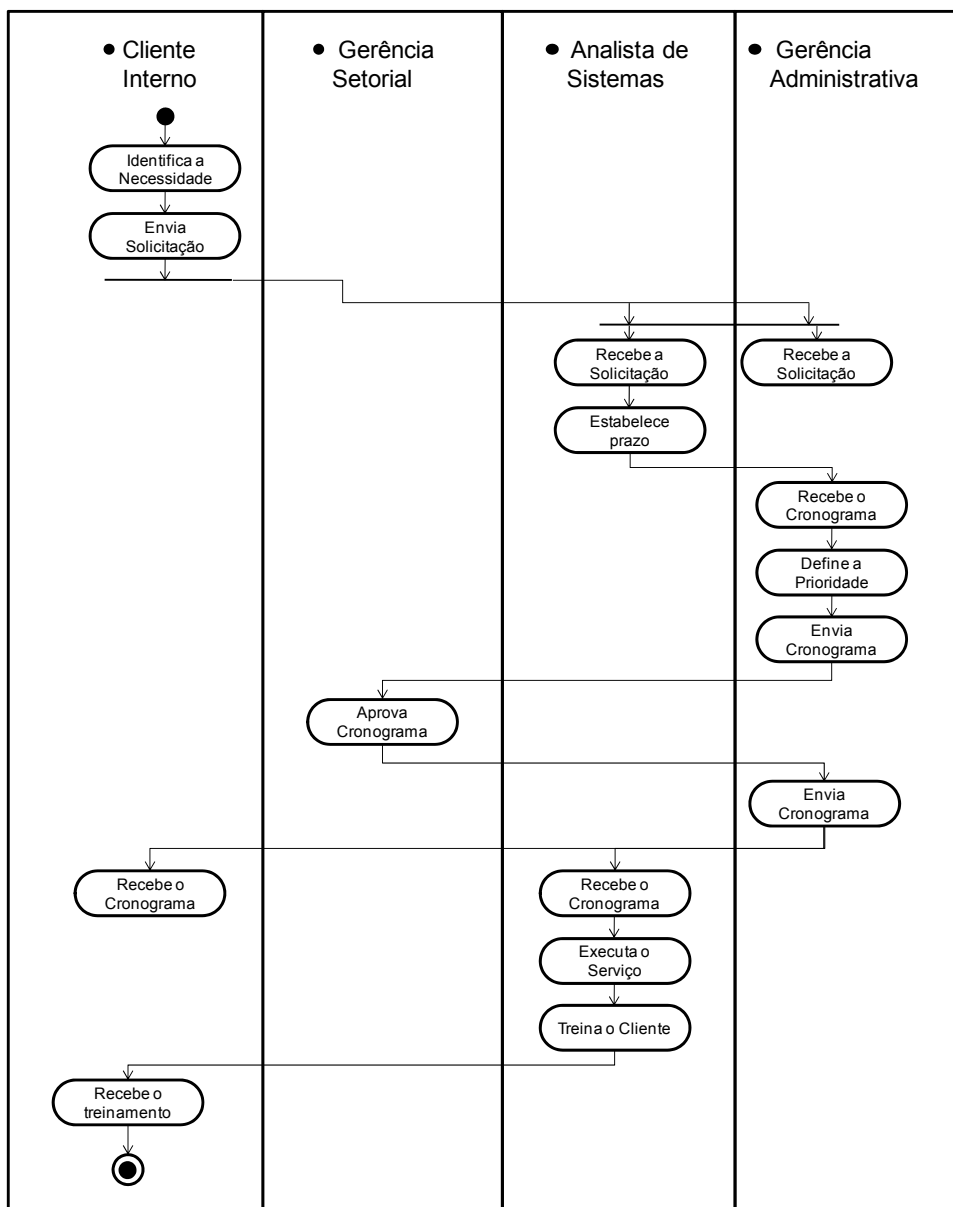 ● Cliente
Interno
● Gerência
Setorial
● Analista de
Sistemas
● Gerência
Administrativa
Identifica a
Necessidade
Envia
Solicitação
Recebe a
Solicitação
Recebe a
Solicitação
Estabelece
prazo
Recebe o
Cronograma
Define a
Prioridade
Envia
Cronograma
Aprova
Cronograma
Envia
Cronograma
Recebe o
Cronograma
Recebe o
Cronograma
Executa o
Serviço
Treina o Cliente
Recebe o
treinamento